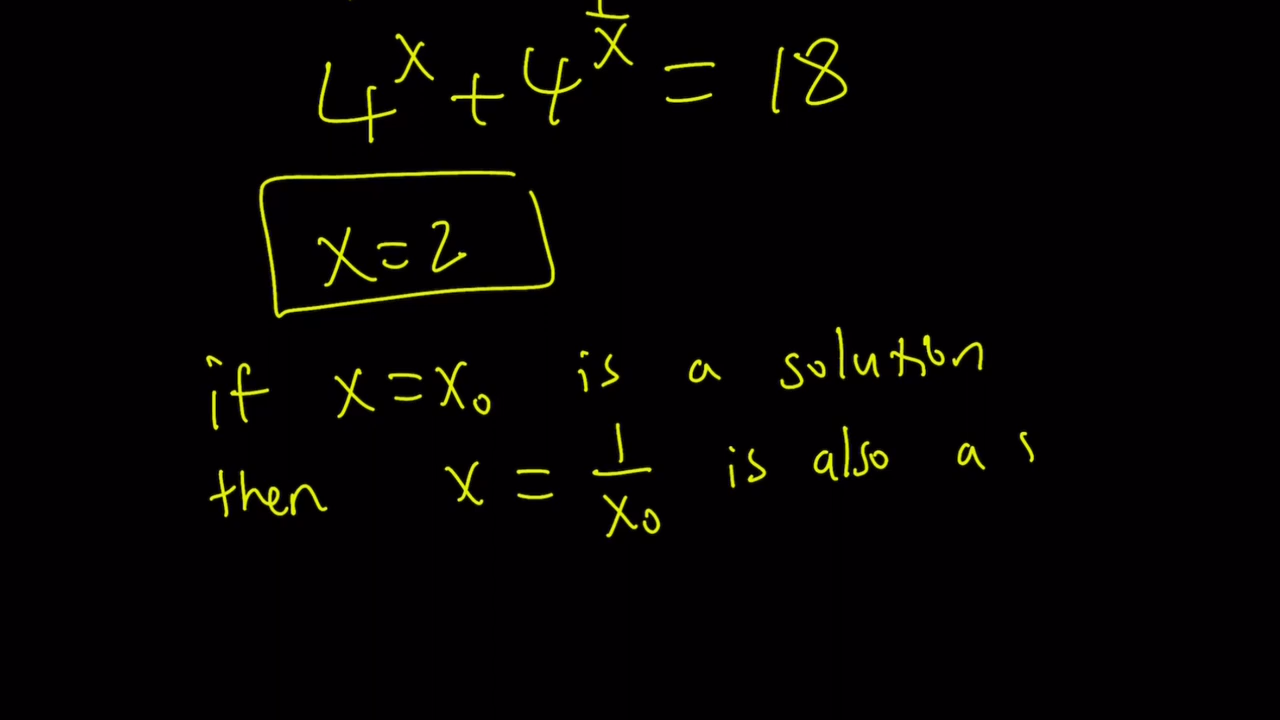 4^x + 4^(1/x) = 18
x = 2
if x = x₀ is a solution
then x = 1/x₀ is also a s